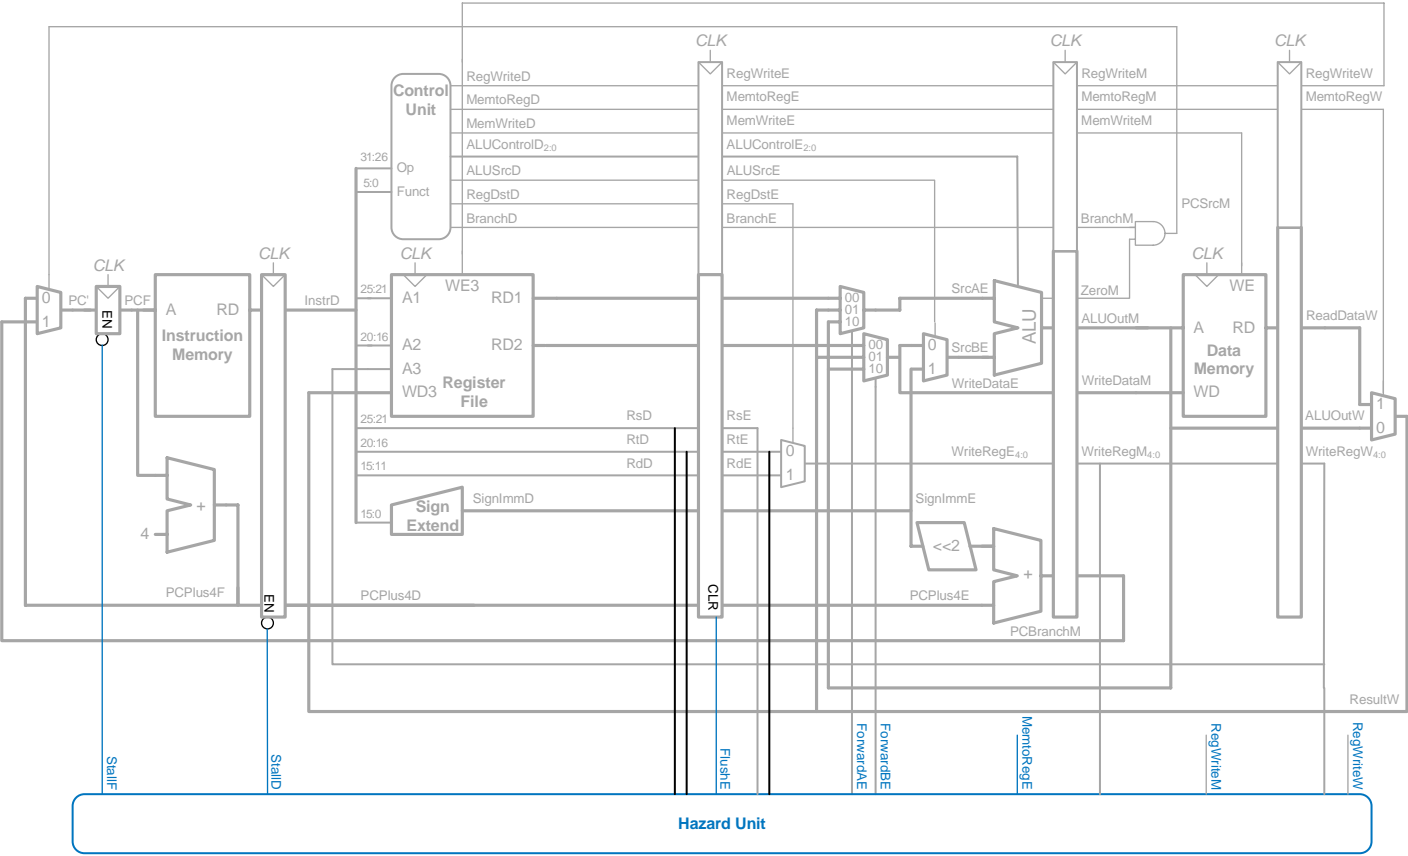 CLK
CLK
CLK
Control
Unit
Op
Funct
31:26
5:0
RegWriteD
MemtoRegD
MemWriteD
ALUControlD2:0
ALUSrcD
RegDstD
BranchD
RegWriteE
MemtoRegE
MemWriteE
ALUControlE2:0
ALUSrcE
RegDstE
BranchE
RegWriteM
MemtoRegM
MemWriteM
BranchM
PCSrcM
RegWriteW
MemtoRegW
CLK
CLK
CLK
CLK
0
1
PC'
EN
PCF
A
RD
Instruction
Memory
InstrD
25:21
20:16
A1
A2
A3
WD3
WE3
RD1
RD2
Register
File
00
01
10
00
01
10
0
1
SrcAE
SrcBE
ALU
ZeroM
ALUOutM
WriteDataE
WriteDataM
A
RD
WE
Data
Memory
WD
ReadDataW
1
0
ALUOutW
25:21
RsD
RsE
20:16
RtD
RtE
15:11
RdD
RdE
0
1
WriteRegE4:0
WriteRegM4:0
WriteRegW4:0
15:0
Sign
Extend
SignImmD
SignImmE
+
4
<<2
+
PCPlus4F
EN
PCPlus4D
CLR
PCPlus4E
PCBranchM
ResultW
StallF
StallD
FlushE
ForwardAE
ForwardBE
MemtoRegE
RegWriteM
RegWriteW
Hazard Unit